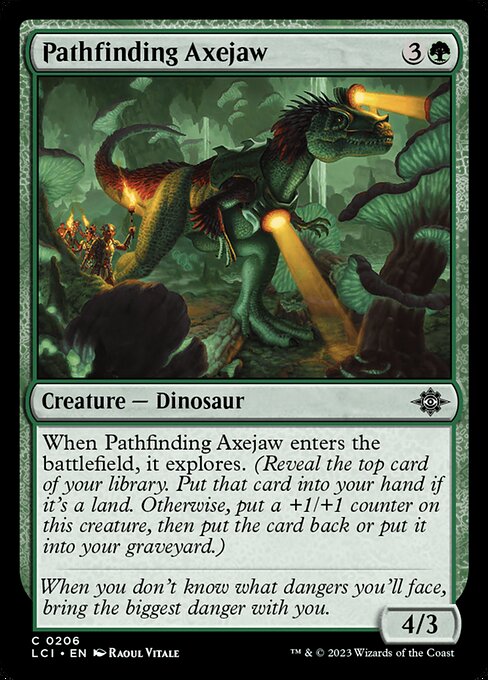 Pathfinding Axejaw 3
Creature — Dinosaur
When Pathfinding Axejaw enters the
battlefield, it explores. (Reveal the top card
of your library. Put that card into your hand if
it's a land. Otherwise, put a +1/+1 counter on
this creature, then put the card back or put it
into your graveyard.)
When you don't know what dangers you'll face,
bring the biggest danger with you.
4/3
C 0206
LCI • EN Raoul Vitale
™ & © 2023 Wizards of the Coast